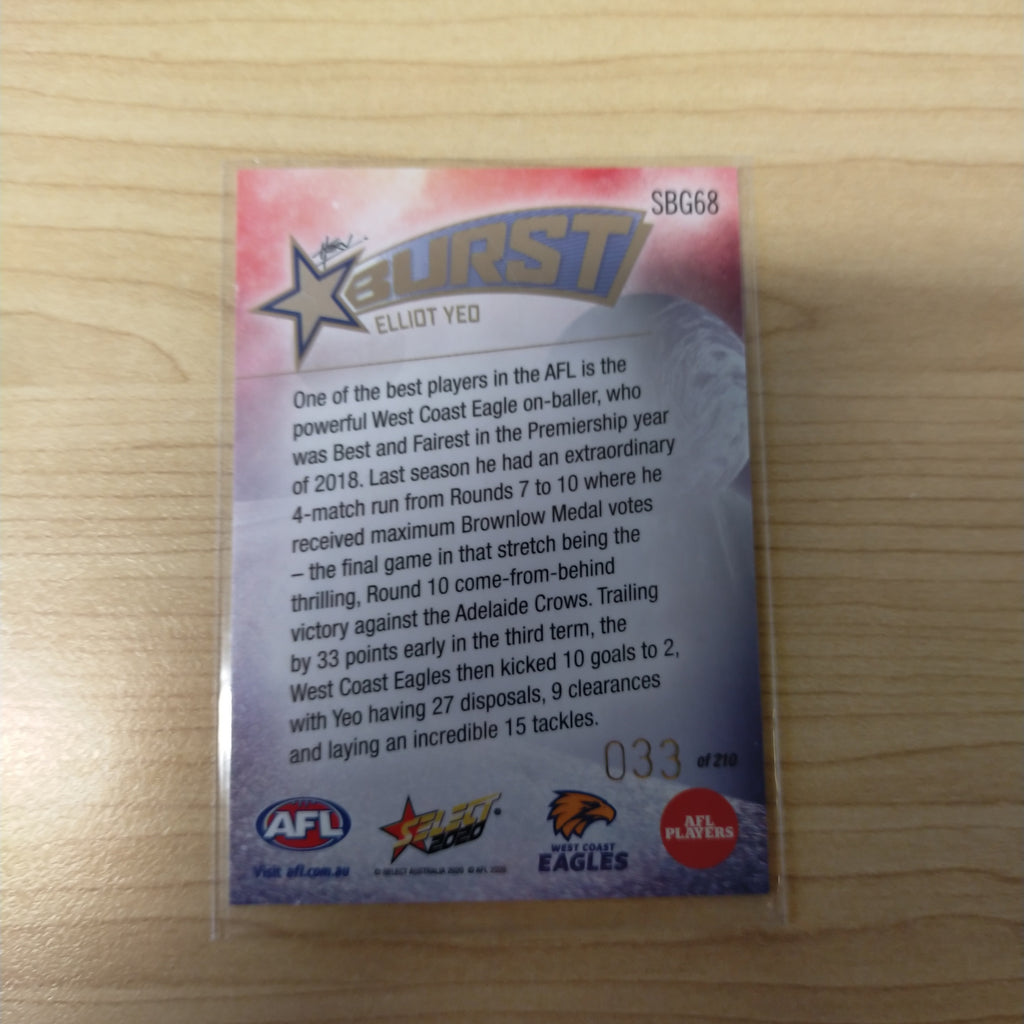 SBG68
BURST
ELLIOT YEO
One of the best players in the AFL is the
powerful West Coast Eagle on-baller, who
was Best and Fairest in the Premiership year
of 2018. Last season he had an extraordinary
4-match run from Rounds 7 to 10 where he
received maximum Brownlow Medal votes
– the final game in that stretch being the
thrilling, Round 10 come-from-behind
victory against the Adelaide Crows. Trailing
by 33 points early in the third term, the
West Coast Eagles then kicked 10 goals to 2,
with Yeo having 27 disposals, 9 clearances
and laying an incredible 15 tackles.
033 of 210
AFL
Visit afl.com.au
SELECT
2020
© SELECT AUSTRALIA 2020 © AFL 2020
WEST COAST
EAGLES
AFL
PLAYERS